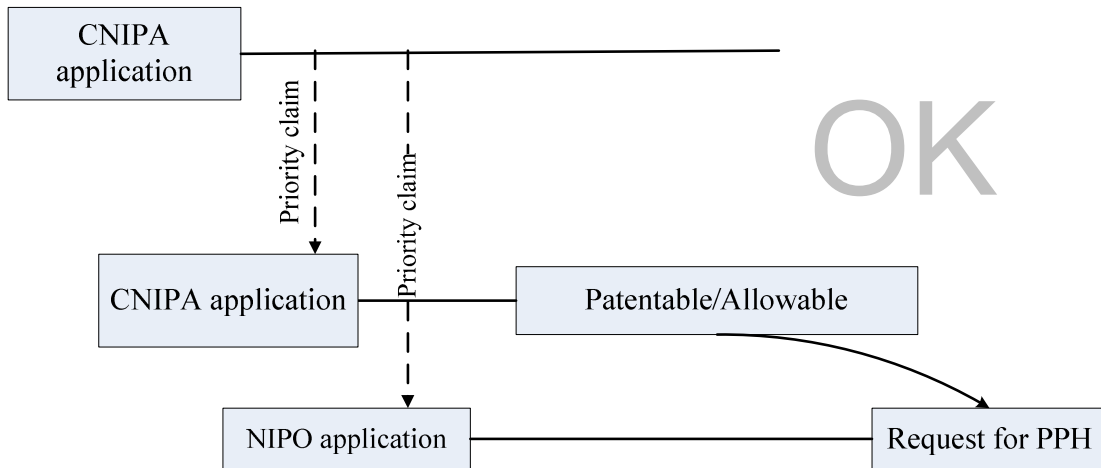 CNIPA
application
Priority claim
Priority claim
OK
CNIPA application
Patentable/Allowable
NIPO application
Request for PPH